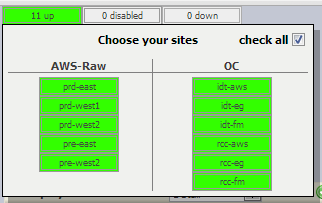 11 up 0 disabled 0 down
Choose your sites check all
AWS-Raw OC
prd-east idt-aws
prd-west1 idt-eg
prd-west2 idt-fm
pre-east rcc-aws
pre-west2 rcc-eg
rcc-fm